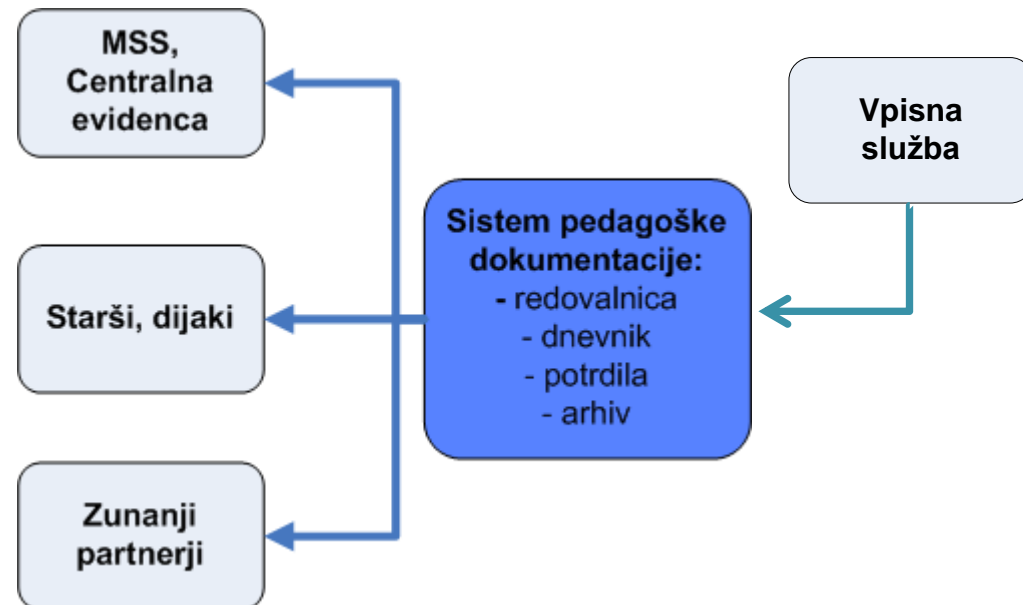 MSS,
Centralna
evidenca
Vpisna
služba
Sistem pedagoške
dokumentacije:
- redovalnica
- dnevnik
- potrdila
- arhiv
Starši, dijaki
Zunanji
partnerji